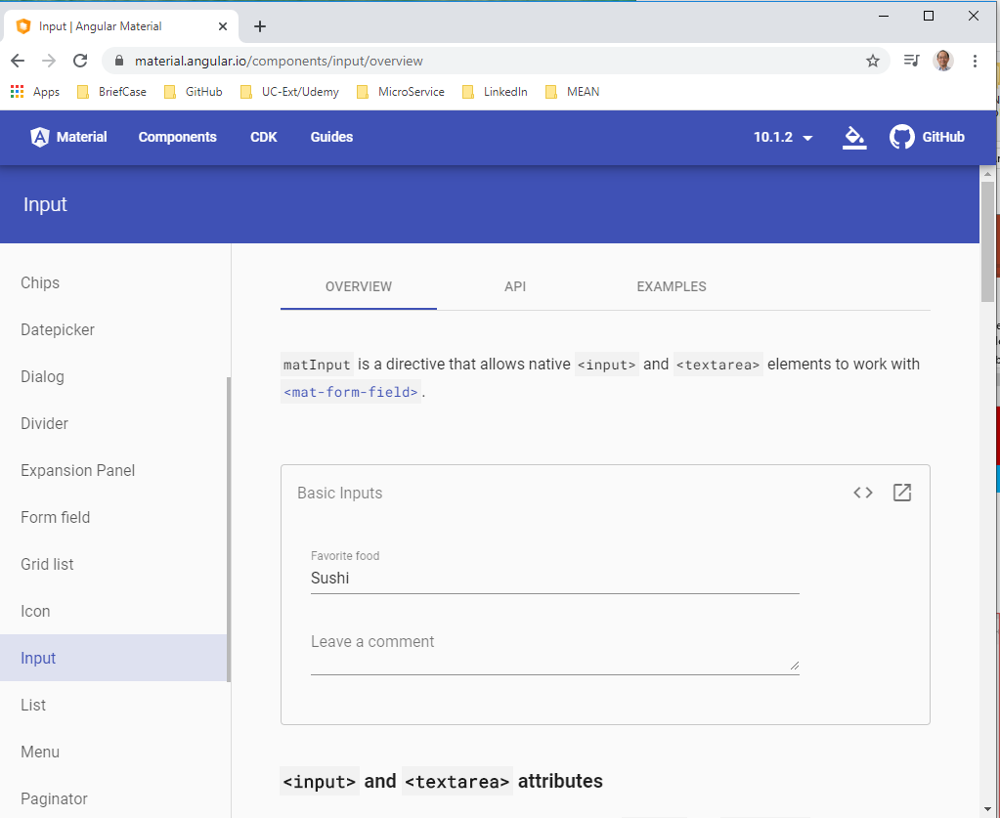 Input | Angular Material
material.angular.io/components/input/overview
Apps BriefCase GitHub UC-Ext/Udemy MicroService LinkedIn MEAN
Material Components CDK Guides 10.1.2 GitHub
Input
Chips
Datepicker
Dialog
Divider
Expansion Panel
Form field
Grid list
Icon
Input
List
Menu
Paginator
OVERVIEW API EXAMPLES
matInput is a directive that allows native <input> and <textarea> elements to work with
<mat-form-field>.
Basic Inputs
Favorite food
Sushi
Leave a comment
<input> and <textarea> attributes